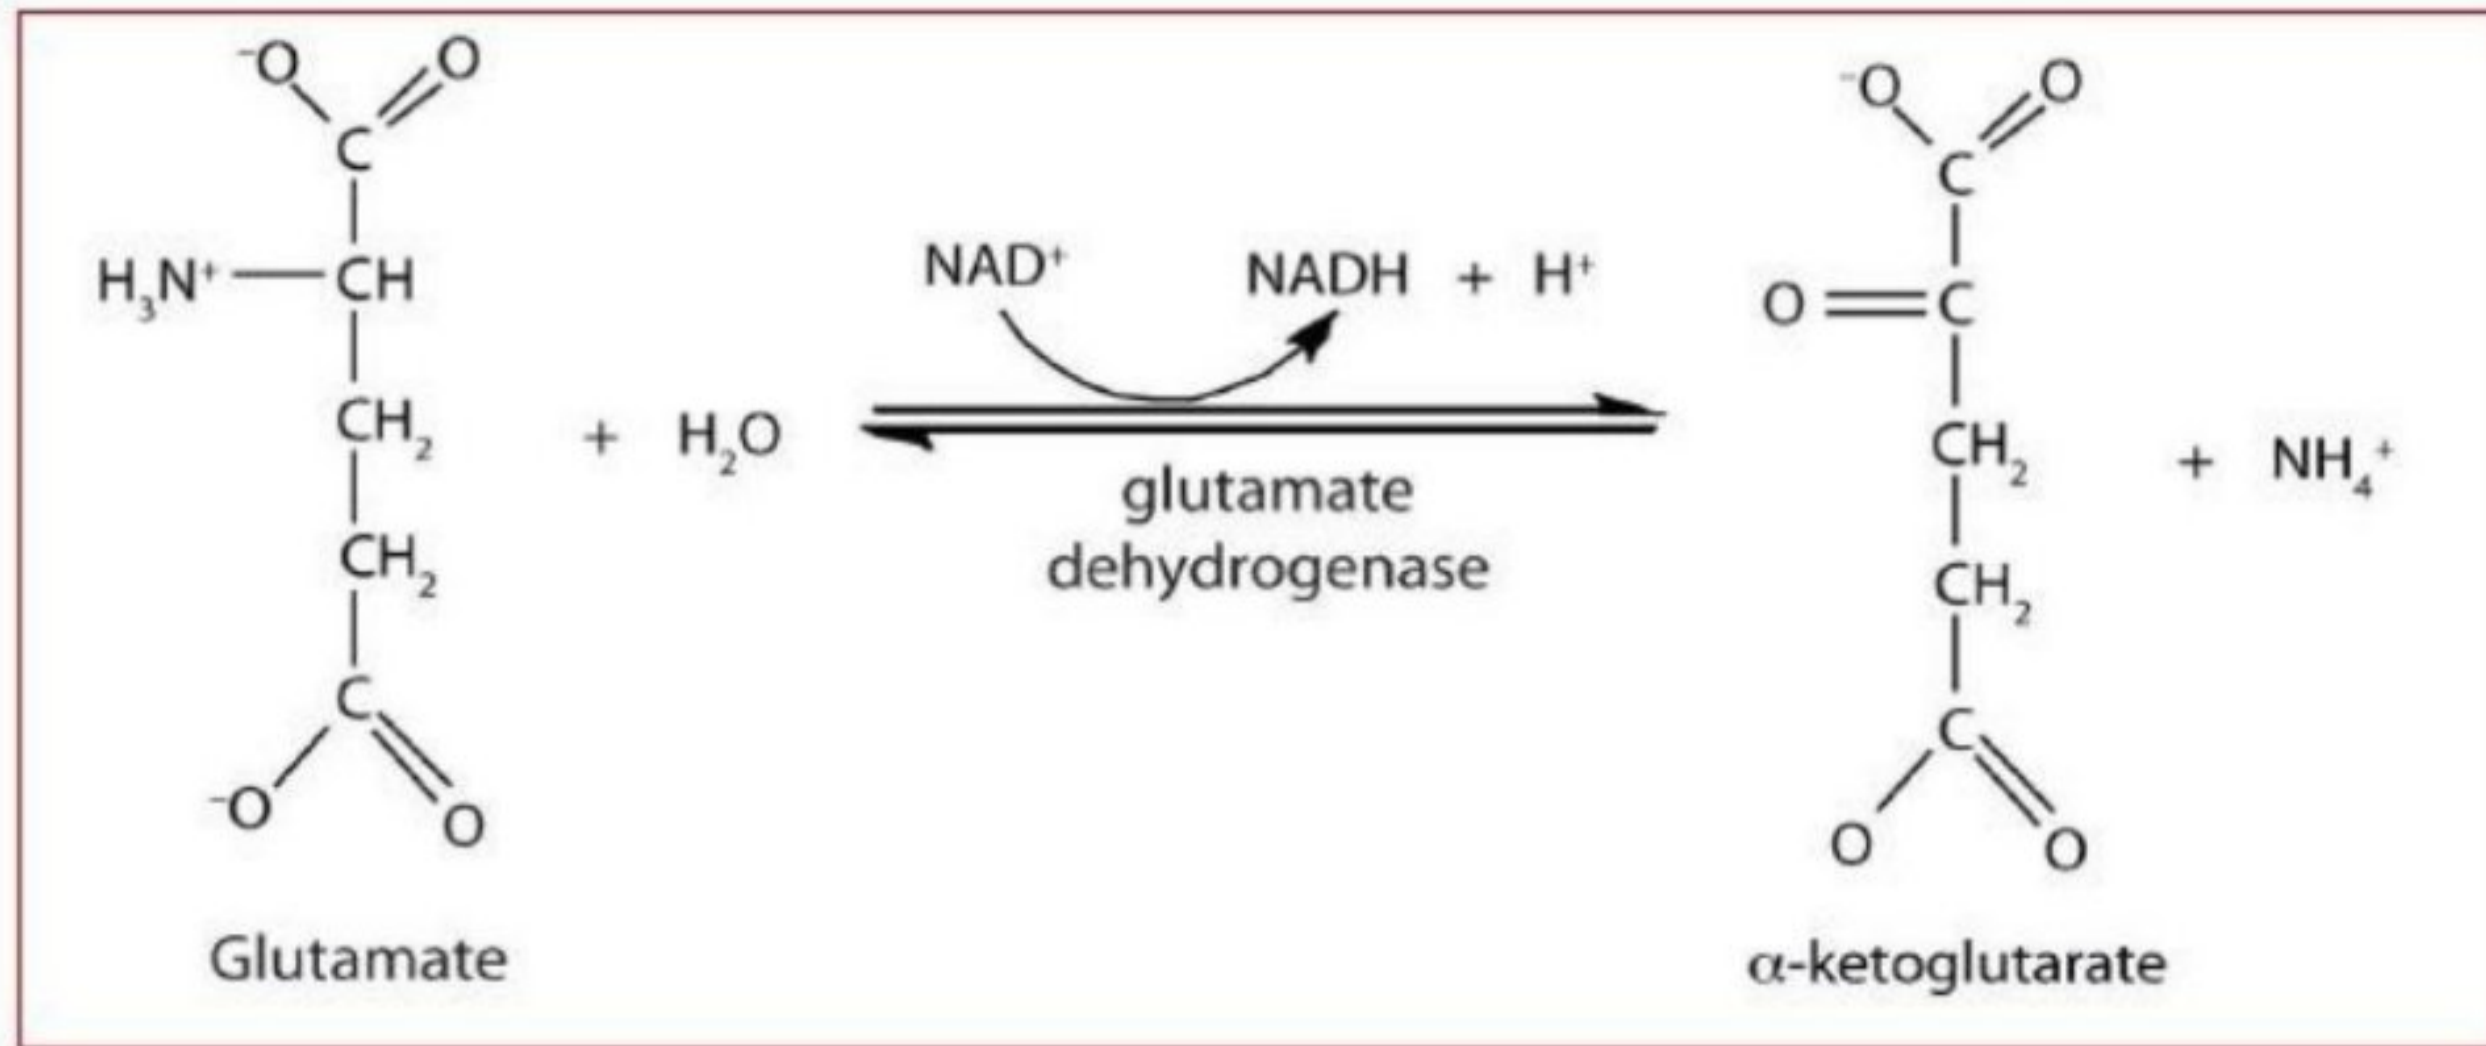 ⁻O O ⁻O O
C C
H₃N⁺ CH NAD⁺ NADH + H⁺ O C
CH₂ + H₂O CH₂ + NH₄⁺
glutamate
dehydrogenase
CH₂ CH₂
C C
⁻O O O O
Glutamate α-ketoglutarate